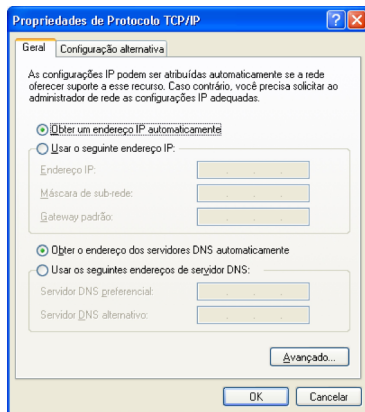 Propriedades de Protocolo TCP/IP
Geral
Configuração alternativa
As configurações IP podem ser atribuídas automaticamente se a rede
oferecer suporte a esse recurso. Caso contrário, você precisa solicitar ao
administrador de rede as configurações IP adequadas.
Obter um endereço IP automaticamente
Usar o seguinte endereço IP:
Endereço IP:
Máscara de sub-rede:
Gateway padrão:
Obter o endereço dos servidores DNS automaticamente
Usar os seguintes endereços de servidor DNS:
Servidor DNS preferencial:
Servidor DNS alternativo:
Avançado...
OK
Cancelar